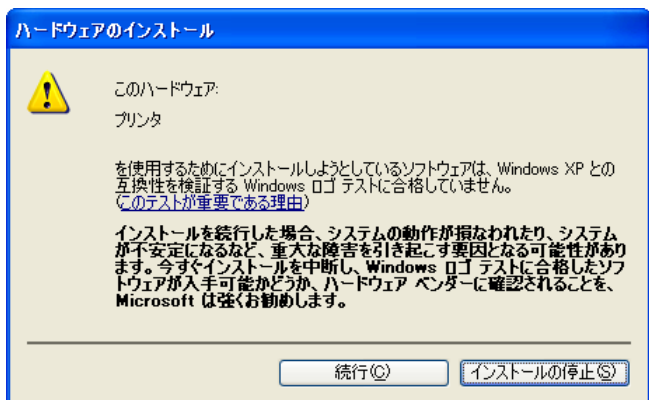 ハードウェアのインストール
このハードウェア:
プリンタ
を使用するためにインストールしようとしているソフトウェアは、Windows XP との
互換性を検証する Windows ロゴ テストに合格していません。
(このテストが重要である理由)
インストールを続行した場合、システムの動作が損なわれたり、システム
が不安定になるなど、重大な障害を引き起こす要因となる可能性があり
ます。今すぐインストールを中断し、Windows ロゴ テストに合格したソフ
トウェアが入手可能かどうか、ハードウェア ベンダーに確認されることを、
Microsoft は強くお勧めします。
続行(C)
インストールの停止(S)